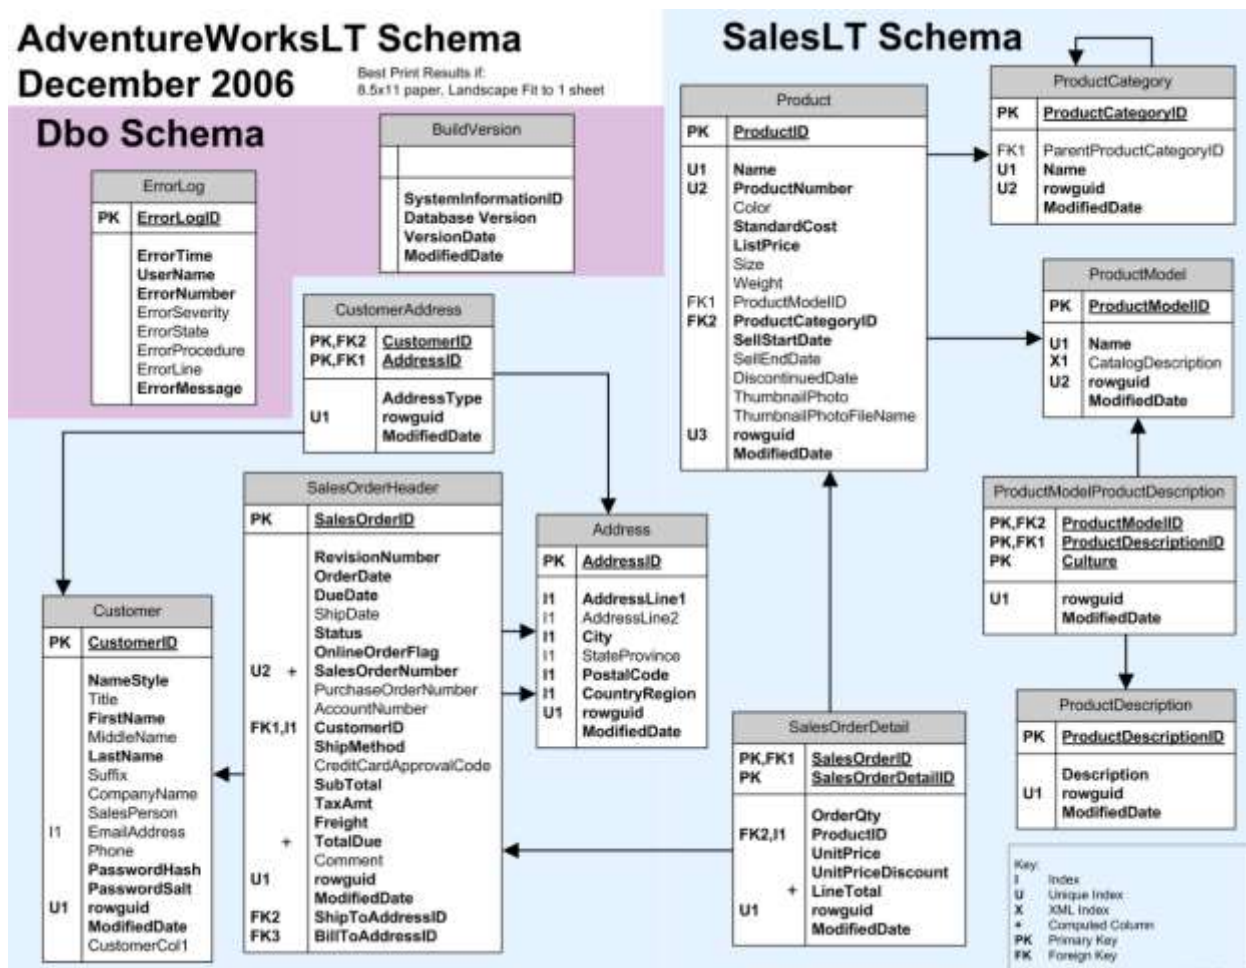 AdventureWorksLT Schema
December 2006
Best Print Results if:
8.5x11 paper, Landscape Fit to 1 sheet
SalesLT Schema
Dbo Schema
BuildVersion
SystemInformationID
Database Version
VersionDate
ModifiedDate
ErrorLog
PK ErrorLogID
ErrorTime
UserName
ErrorNumber
ErrorSeverity
ErrorState
ErrorProcedure
ErrorLine
ErrorMessage
CustomerAddress
PK,FK2 CustomerID
PK,FK1 AddressID
AddressType
U1 rowguid
ModifiedDate
Product
PK ProductID
U1 Name
U2 ProductNumber
Color
StandardCost
ListPrice
Size
Weight
FK1 ProductModelID
FK2 ProductCategoryID
SellStartDate
SellEndDate
DiscontinuedDate
ThumbnailPhoto
ThumbnailPhotoFileName
U3 rowguid
ModifiedDate
ProductCategory
PK ProductCategoryID
FK1 ParentProductCategoryID
U1 Name
U2 rowguid
ModifiedDate
ProductModel
PK ProductModelID
U1 Name
X1 CatalogDescription
U2 rowguid
ModifiedDate
SalesOrderHeader
PK SalesOrderID
RevisionNumber
OrderDate
DueDate
ShipDate
Status
OnlineOrderFlag
U2 + SalesOrderNumber
PurchaseOrderNumber
AccountNumber
FK1,I1 CustomerID
ShipMethod
CreditCardApprovalCode
SubTotal
TaxAmt
Freight
+ TotalDue
Comment
U1 rowguid
ModifiedDate
FK2 ShipToAddressID
FK3 BillToAddressID
Address
PK AddressID
I1 AddressLine1
I1 AddressLine2
I1 City
I1 StateProvince
I1 PostalCode
I1 CountryRegion
U1 rowguid
ModifiedDate
ProductModelProductDescription
PK,FK2 ProductModelID
PK,FK1 ProductDescriptionID
PK Culture
U1 rowguid
ModifiedDate
Customer
PK CustomerID
NameStyle
Title
FirstName
MiddleName
LastName
Suffix
CompanyName
SalesPerson
I1 EmailAddress
Phone
PasswordHash
PasswordSalt
U1 rowguid
ModifiedDate
CustomerCol1
SalesOrderDetail
PK,FK1 SalesOrderID
PK SalesOrderDetailID
OrderQty
FK2,I1 ProductID
UnitPrice
UnitPriceDiscount
+ LineTotal
U1 rowguid
ModifiedDate
ProductDescription
PK ProductDescriptionID
Description
U1 rowguid
ModifiedDate
Key:
I Index
U Unique Index
X XML Index
+ Computed Column
PK Primary Key
FK Foreign Key